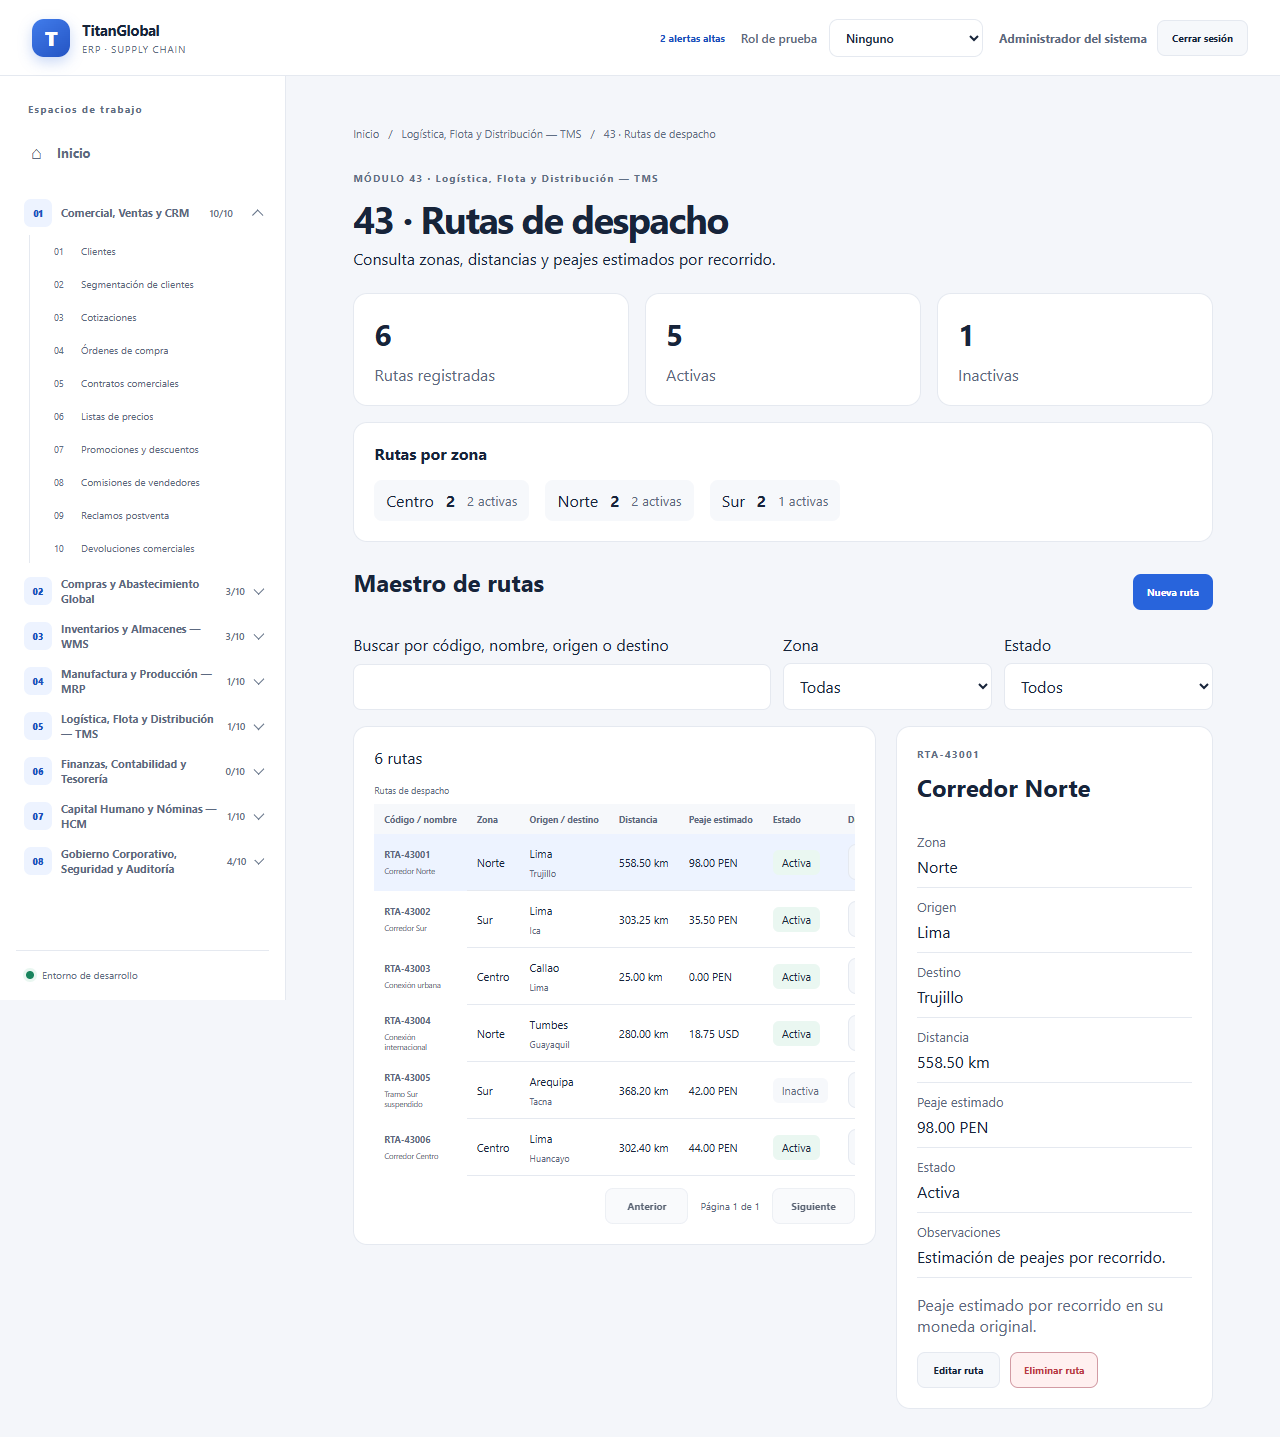 T
TitanGlobal
ERP · SUPPLY CHAIN
2 alertas altas
Rol de prueba
Ninguno
Administrador del sistema
Cerrar sesión
Espacios de trabajo
Inicio
01 Comercial, Ventas y CRM 10/10
01 Clientes
02 Segmentación de clientes
03 Cotizaciones
04 Órdenes de compra
05 Contratos comerciales
06 Listas de precios
07 Promociones y descuentos
08 Comisiones de vendedores
09 Reclamos postventa
10 Devoluciones comerciales
02 Compras y Abastecimiento
Global 3/10
03 Inventarios y Almacenes —
WMS 3/10
04 Manufactura y Producción —
MRP 1/10
05 Logística, Flota y Distribución
— TMS 1/10
06 Finanzas, Contabilidad y
Tesorería 0/10
07 Capital Humano y Nóminas —
HCM 1/10
08 Gobierno Corporativo,
Seguridad y Auditoría 4/10
Entorno de desarrollo
Inicio / Logística, Flota y Distribución — TMS / 43 · Rutas de despacho
MÓDULO 43 · Logística, Flota y Distribución — TMS
43 · Rutas de despacho
Consulta zonas, distancias y peajes estimados por recorrido.
6
Rutas registradas
5
Activas
1
Inactivas
Rutas por zona
Centro 2 2 activas
Norte 2 2 activas
Sur 2 1 activas
Maestro de rutas
Nueva ruta
Buscar por código, nombre, origen o destino
Zona
Todas
Estado
Todos
6 rutas
Rutas de despacho
Código / nombre Zona Origen / destino Distancia Peaje estimado Estado D
RTA-43001
Corredor Norte
Norte
Lima
Trujillo
558.50 km 98.00 PEN Activa
RTA-43002
Corredor Sur
Sur
Lima
Ica
303.25 km 35.50 PEN Activa
RTA-43003
Conexión urbana
Centro
Callao
Lima
25.00 km 0.00 PEN Activa
RTA-43004
Conexión
internacional
Norte
Tumbes
Guayaquil
280.00 km 18.75 USD Activa
RTA-43005
Tramo Sur
suspendido
Sur
Arequipa
Tacna
368.20 km 42.00 PEN Inactiva
RTA-43006
Corredor Centro
Centro
Lima
Huancayo
302.40 km 44.00 PEN Activa
Anterior Página 1 de 1 Siguiente
RTA-43001
Corredor Norte
Zona
Norte
Origen
Lima
Destino
Trujillo
Distancia
558.50 km
Peaje estimado
98.00 PEN
Estado
Activa
Observaciones
Estimación de peajes por recorrido.
Peaje estimado por recorrido en su
moneda original.
Editar ruta
Eliminar ruta